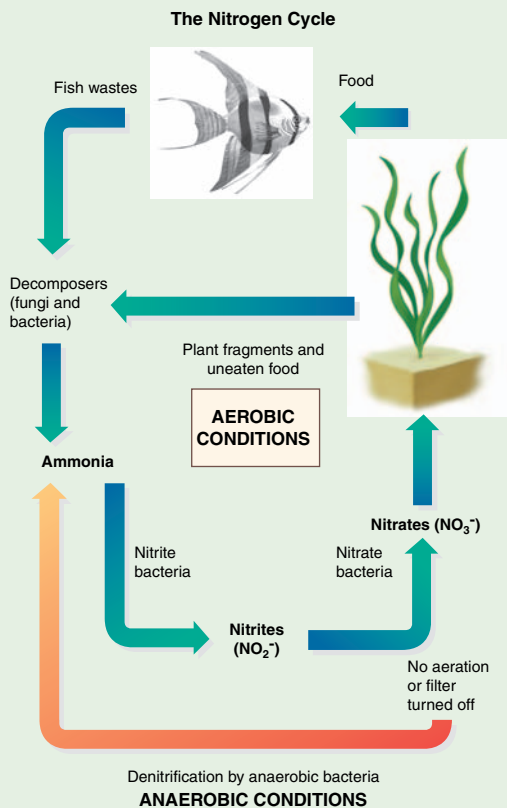 The Nitrogen Cycle
Fish wastes
Food
Decomposers
(fungi and
bacteria)
Plant fragments and
uneaten food
AEROBIC
CONDITIONS
Ammonia
Nitrates (NO₃⁻)
Nitrite
bacteria
Nitrate
bacteria
Nitrites
(NO₂⁻)
No aeration
or filter
turned off
Denitrification by anaerobic bacteria
ANAEROBIC CONDITIONS